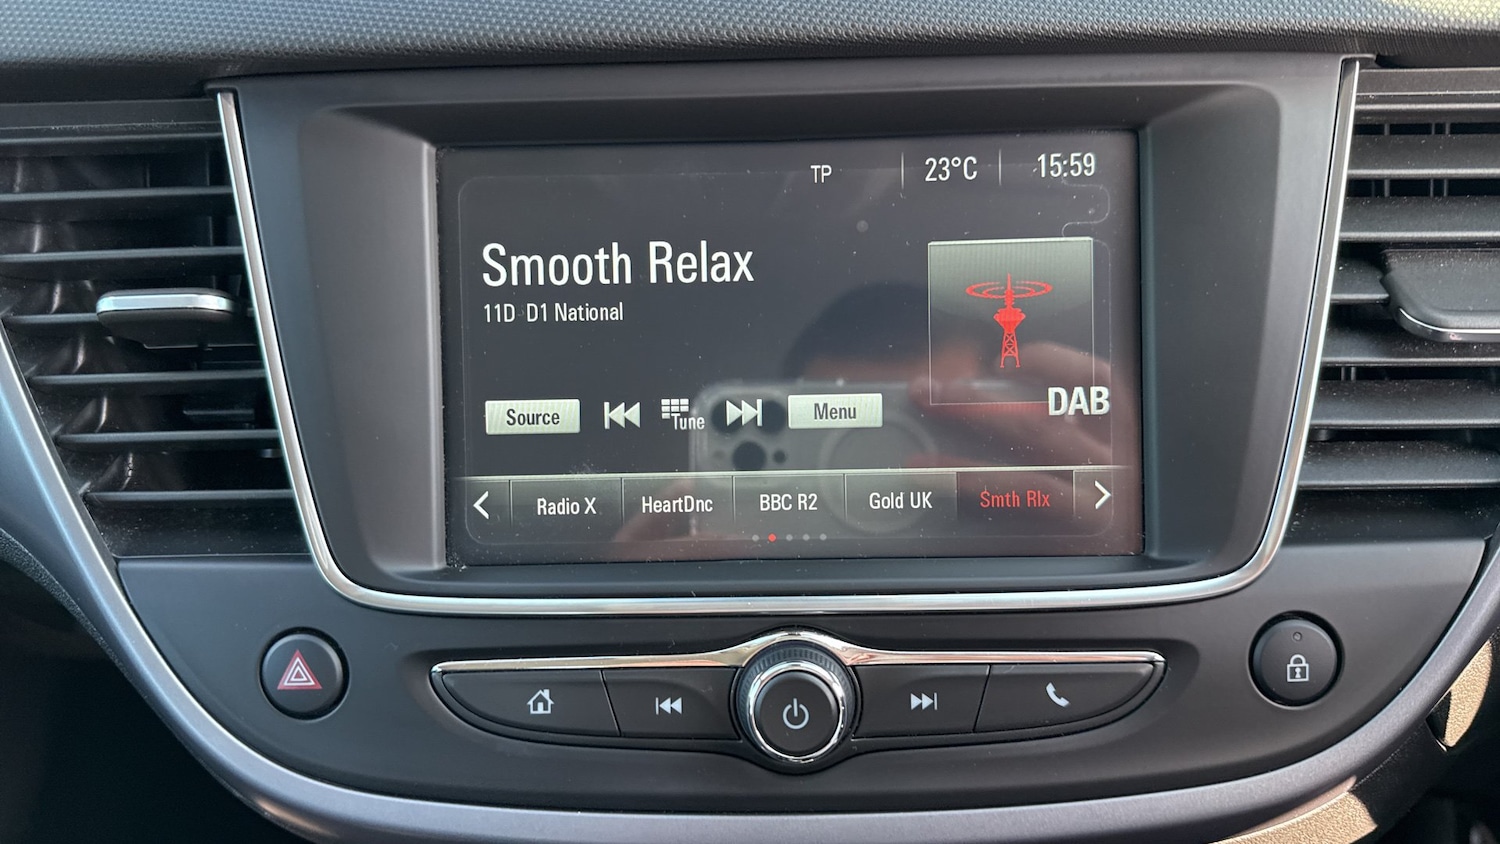 TP 23°C 15:59
Smooth Relax
11D D1 National
DAB
Source Tune Menu
Radio X HeartDnc BBC R2 Gold UK Smth Rlx